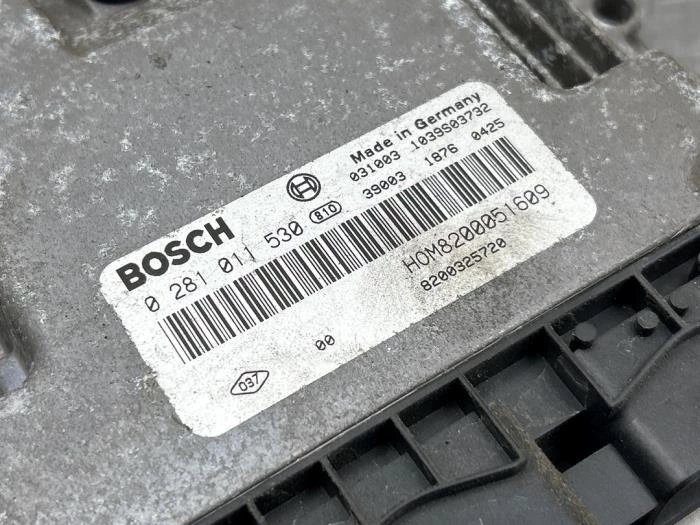 BOSCH
Made in Germany
0 281 011 530 810
031003 1039S03732
39003 1876 0425
HOM8200051609
8200325720
00
037